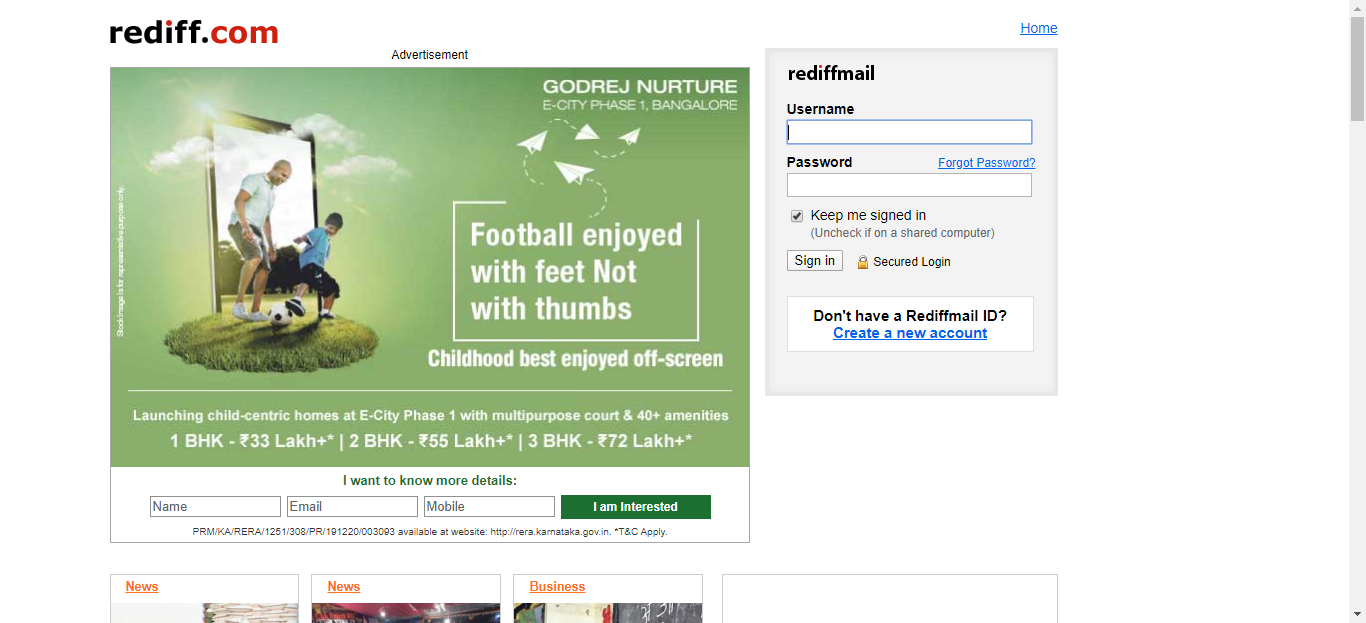 rediff.com
Home
Advertisement
GODREJ NURTURE
E-CITY PHASE 1, BANGALORE
Stock Image is for representative purpose only.
Football enjoyed
with feet Not
with thumbs
Childhood best enjoyed off-screen
Launching child-centric homes at E-City Phase 1 with multipurpose court & 40+ amenities
1 BHK - ₹33 Lakh+* | 2 BHK - ₹55 Lakh+* | 3 BHK - ₹72 Lakh+*
I want to know more details:
Name Email Mobile I am Interested
PRM/KA/RERA/1251/308/PR/191220/003093 available at website: http://rera.karnataka.gov.in. *T&C Apply.
rediffmail
Username
Password Forgot Password?
Keep me signed in
(Uncheck if on a shared computer)
Sign in Secured Login
Don't have a Rediffmail ID?
Create a new account
News News Business